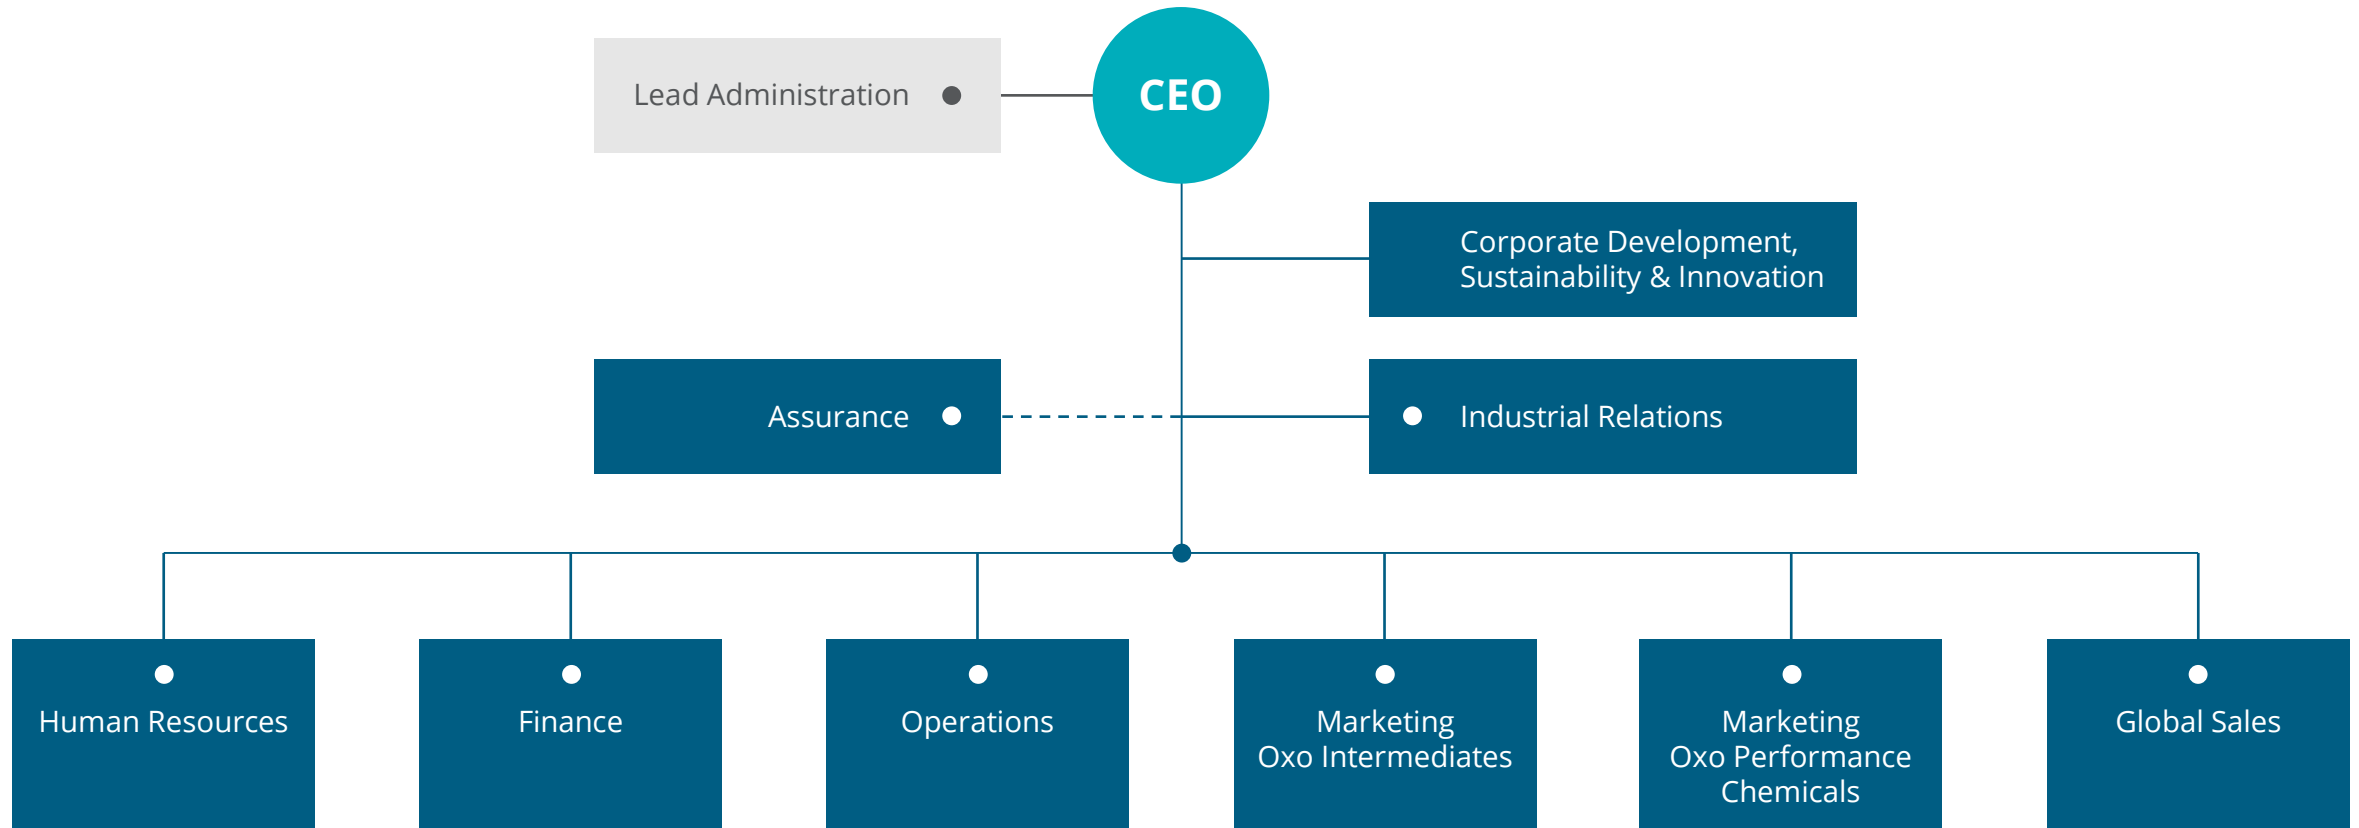 Lead Administration
CEO
Corporate Development,
Sustainability & Innovation
Assurance
Industrial Relations
Human Resources
Finance
Operations
Marketing
Oxo Intermediates
Marketing
Oxo Performance
Chemicals
Global Sales